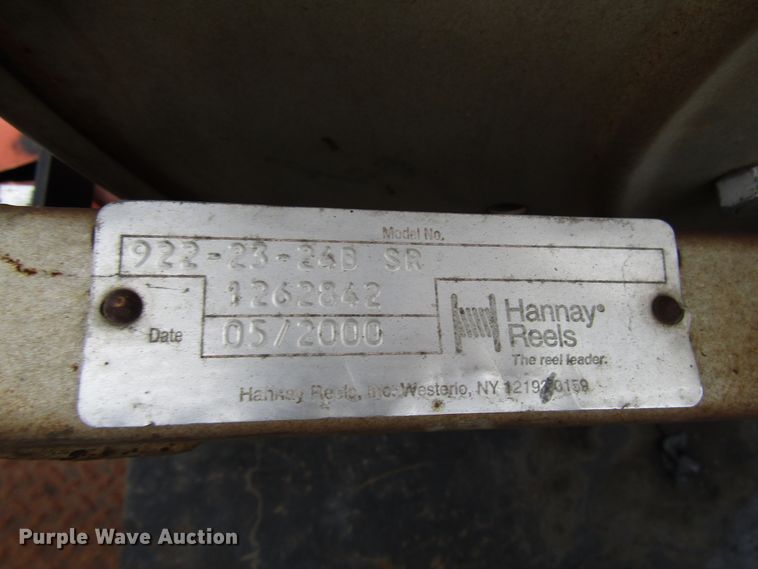 Model No.
922-23-24B SR
1262842
Date 05/2000
Hannay®
Reels
The reel leader.
Hannay Reels, Inc. Westerlo, NY 12193-0159
Purple Wave Auction